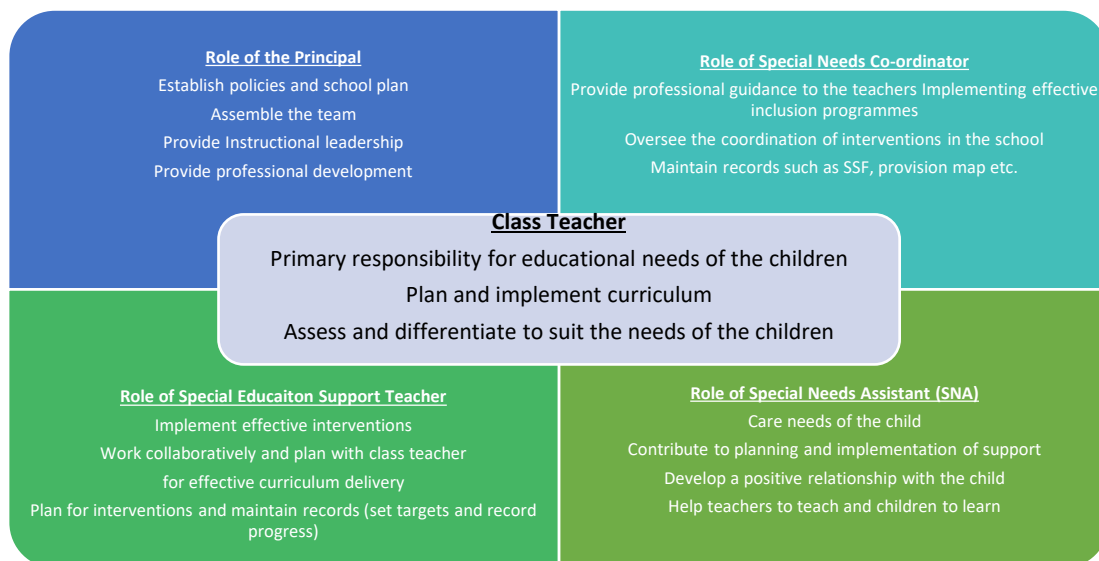 Role of the Principal
Establish policies and school plan
Assemble the team
Provide Instructional leadership
Provide professional development
Role of Special Needs Co-ordinator
Provide professional guidance to the teachers Implementing effective
inclusion programmes
Oversee the coordination of interventions in the school
Maintain records such as SSF, provision map etc.
Class Teacher
Primary responsibility for educational needs of the children
Plan and implement curriculum
Assess and differentiate to suit the needs of the children
Role of Special Educaiton Support Teacher
Implement effective interventions
Work collaboratively and plan with class teacher
for effective curriculum delivery
Plan for interventions and maintain records (set targets and record
progress)
Role of Special Needs Assistant (SNA)
Care needs of the child
Contribute to planning and implementation of support
Develop a positive relationship with the child
Help teachers to teach and children to learn